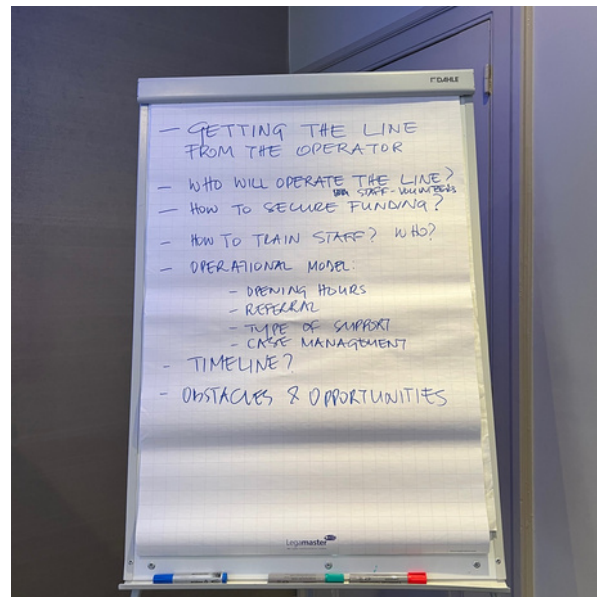 DAHLE
— GETTING THE LINE
FROM THE OPERATOR
— WHO WILL OPERATE THE LINE?
STAFF - VOLUNTEERS
— HOW TO SECURE FUNDING?
— HOW TO TRAIN STAFF? WHO?
— OPERATIONAL MODEL:
— OPENING HOURS
— REFERRAL
— TYPE OF SUPPORT
— CASE MANAGEMENT
— TIMELINE?
— OBSTACLES & OPPORTUNITIES
Legamaster